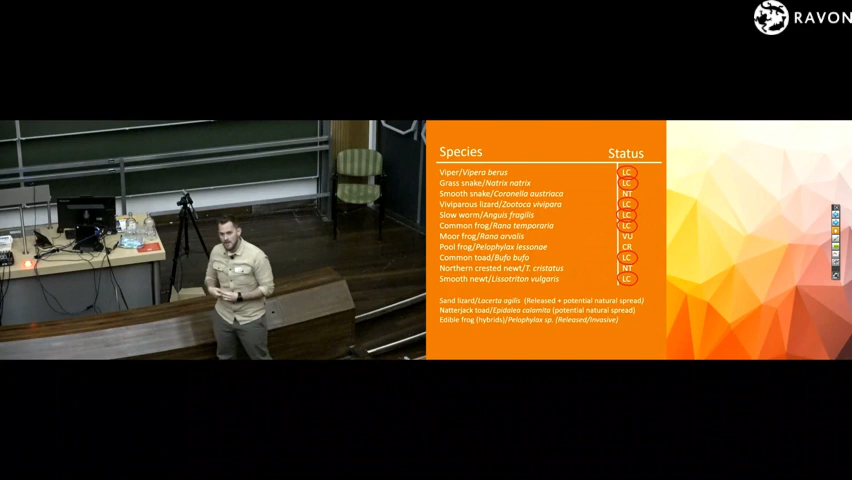 RAVON
Species Status
Viper/Vipera berus LC
Grass snake/Natrix natrix LC
Smooth snake/Coronella austriaca NT
Viviparous lizard/Zootoca vivipara LC
Slow worm/Anguis fragilis LC
Common frog/Rana temporaria LC
Moor frog/Rana arvalis VU
Pool frog/Pelophylax lessonae CR
Common toad/Bufo bufo LC
Northern crested newt/T. cristatus NT
Smooth newt/Lissotriton vulgaris LC
Sand lizard/Lacerta agilis (Released + potential natural spread)
Natterjack toad/Epidalea calamita (potential natural spread)
Edible frog (hybrids)/Pelophylax sp. (Released/Invasive)